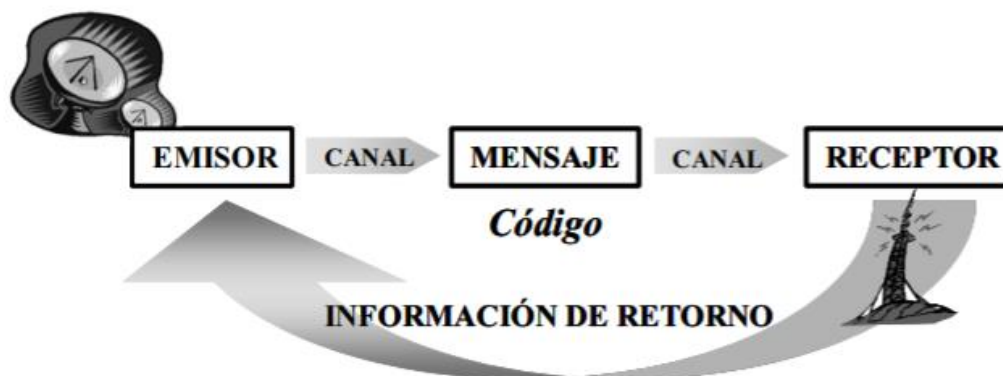 EMISOR CANAL MENSAJE CANAL RECEPTOR
Código
INFORMACIÓN DE RETORNO